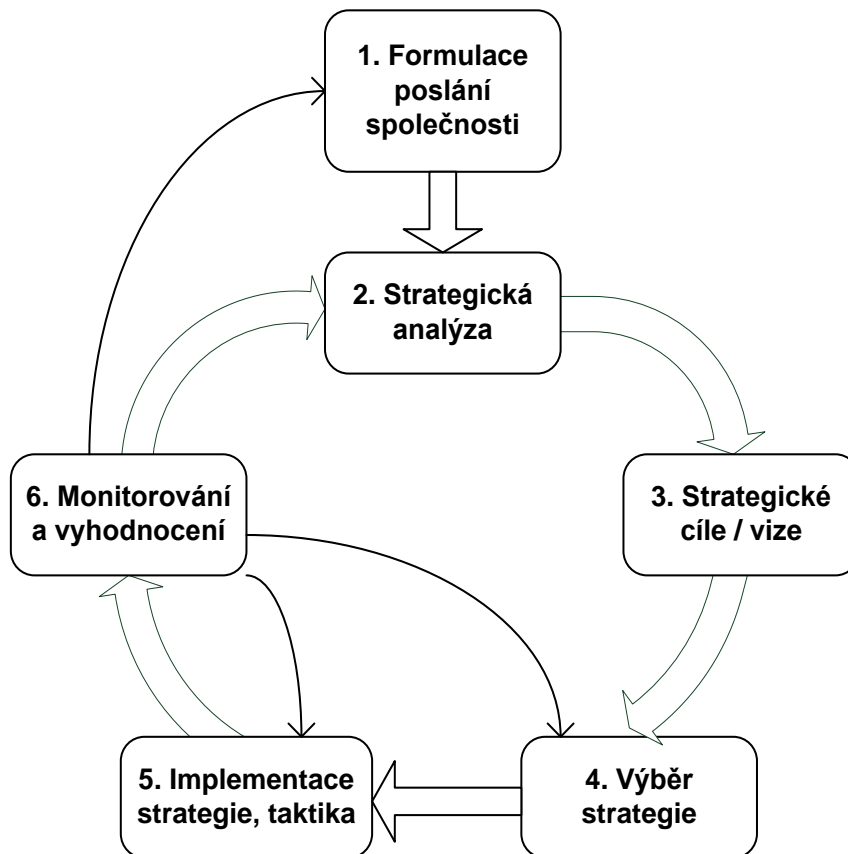 1. Formulace
poslání
společnosti
2. Strategická
analýza
3. Strategické
cíle / vize
4. Výběr
strategie
5. Implementace
strategie, taktika
6. Monitorování
a vyhodnocení